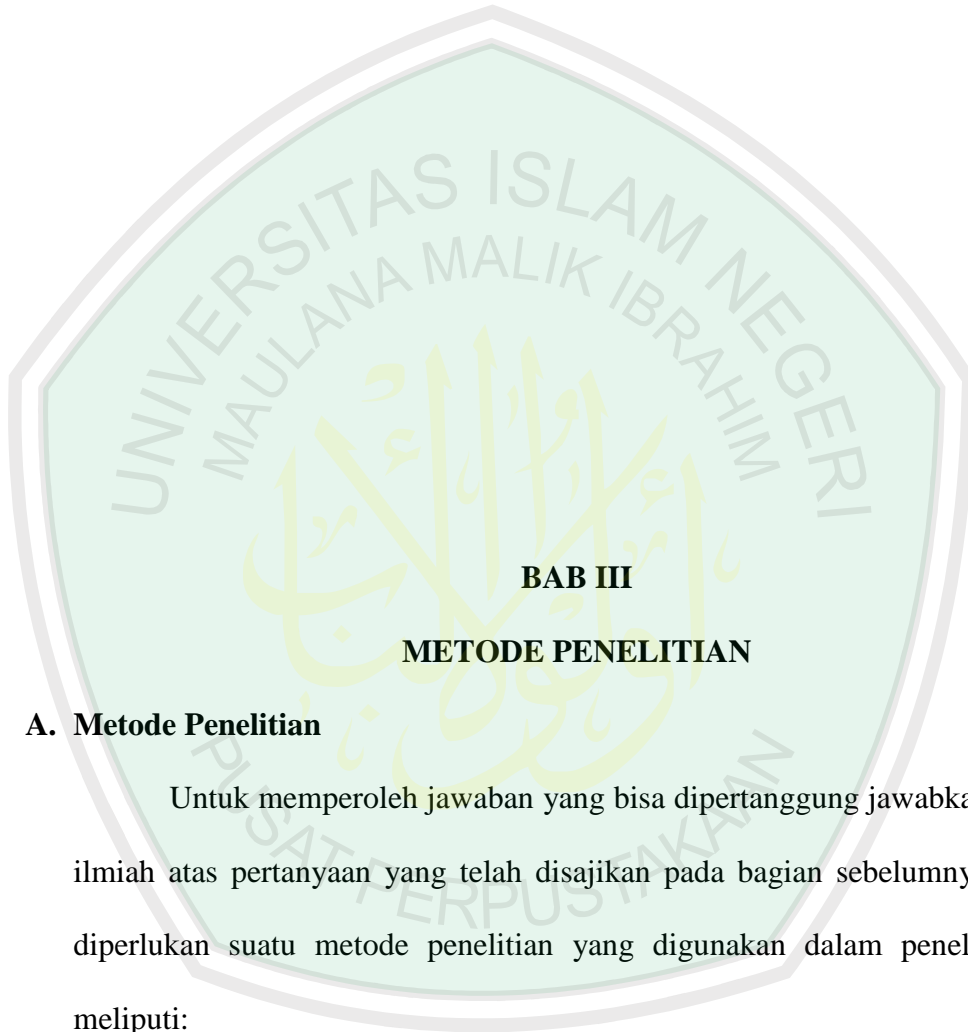 UNIVERSITAS ISLAM NEGERI
MAULANA MALIK IBRAHIM
BAB III
METODE PENELITIAN
A. Metode Penelitian
Untuk memperoleh jawaban yang bisa dipertanggung jawabka
ilmiah atas pertanyaan yang telah disajikan pada bagian sebelumny
diperlukan suatu metode penelitian yang digunakan dalam penel
meliputi:
PUSAT PERPUSTAKAAN